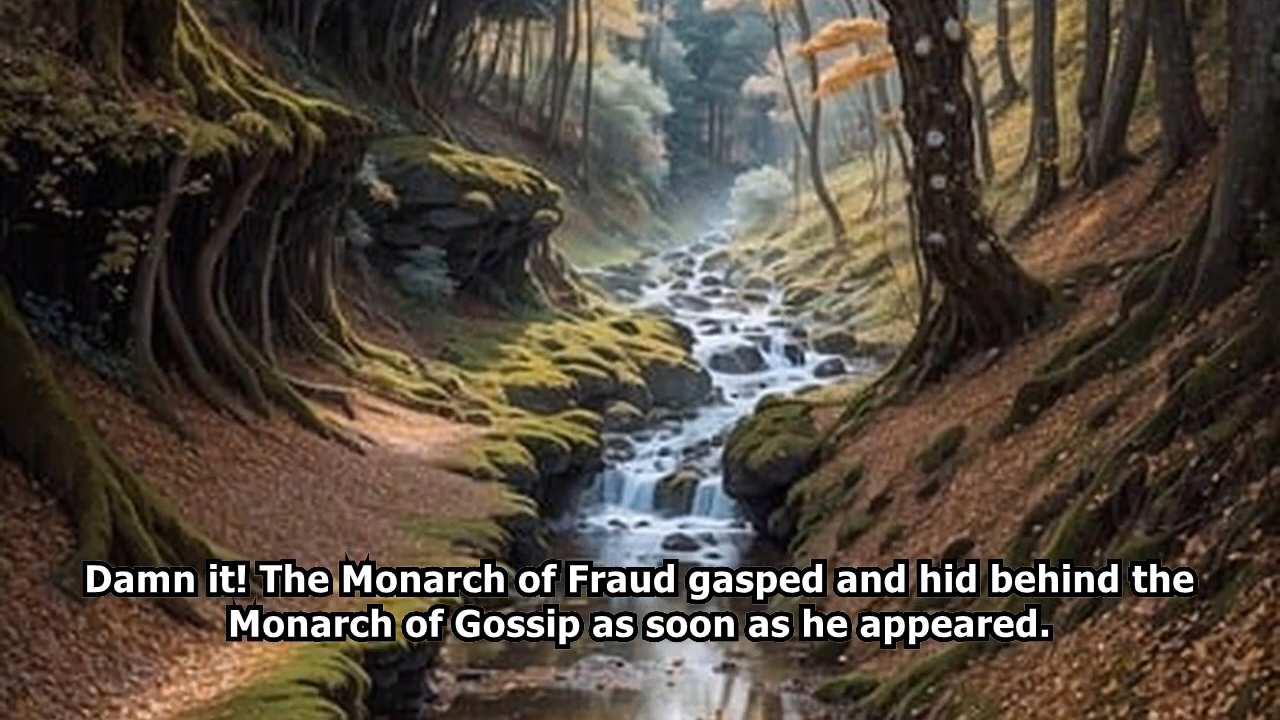 Damn it! The Monarch of Fraud gasped and hid behind the
Monarch of Gossip as soon as he appeared.